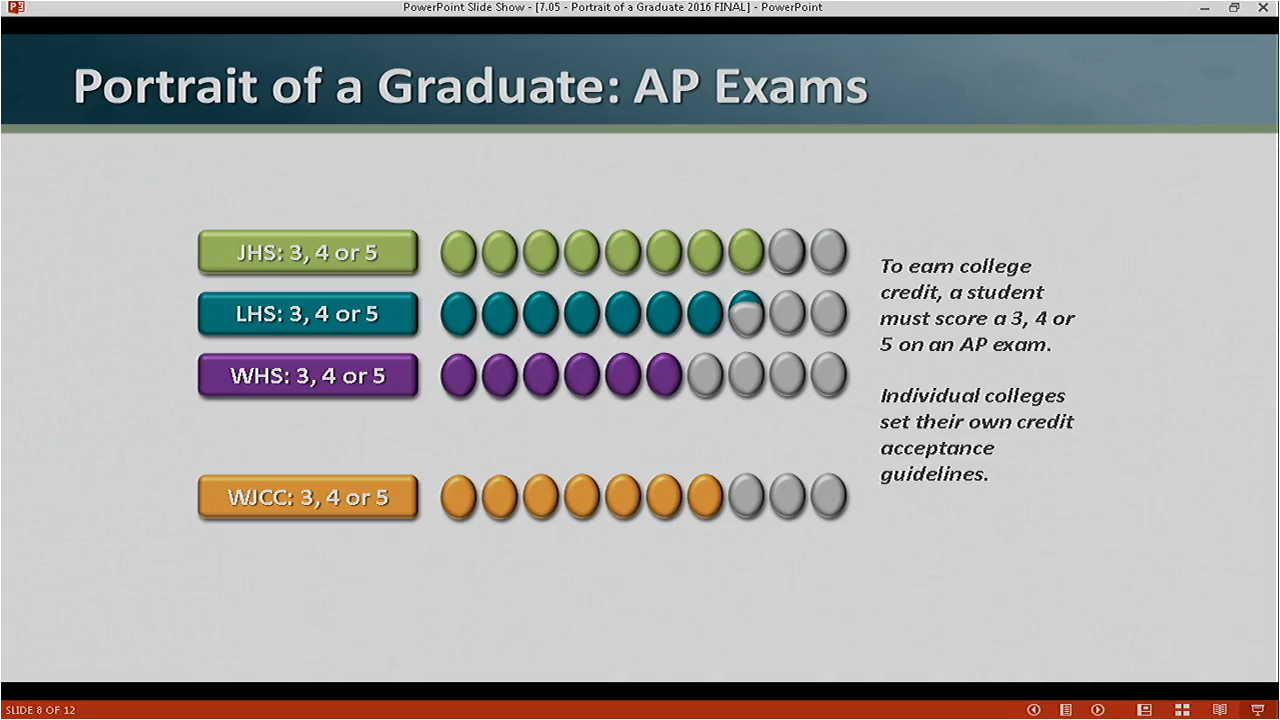 PowerPoint Slide Show - [7.05 - Portrait of a Graduate 2016 FINAL] - PowerPoint
Portrait of a Graduate: AP Exams
JHS: 3, 4 or 5
LHS: 3, 4 or 5
WHS: 3, 4 or 5
WJCC: 3, 4 or 5
To earn college
credit, a student
must score a 3, 4 or
5 on an AP exam.
Individual colleges
set their own credit
acceptance
guidelines.
SLIDE 8 OF 12